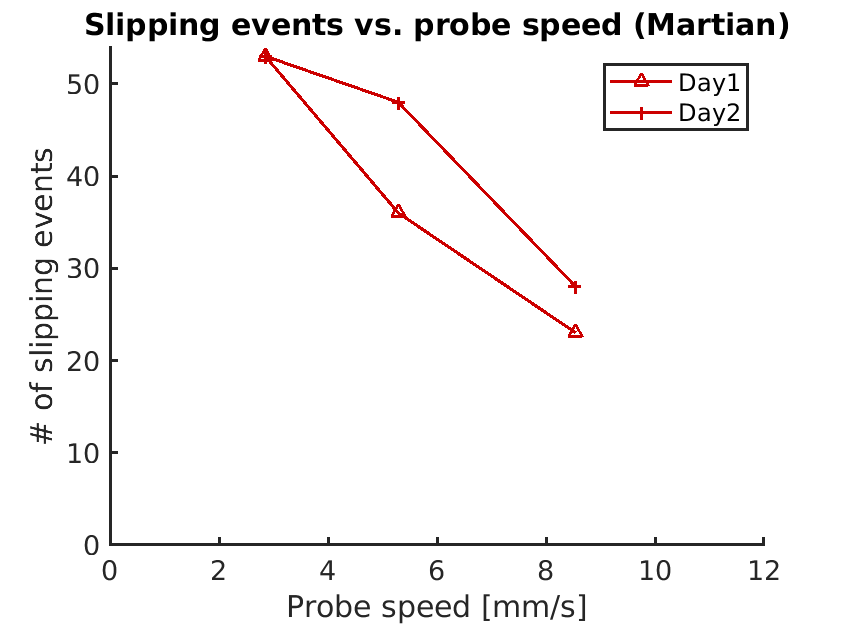 Slipping events vs. probe speed (Martian)
50
40
30
20
10
0
# of slipping events
Day1
Day2
0 2 4 6 8 10 12
Probe speed [mm/s]